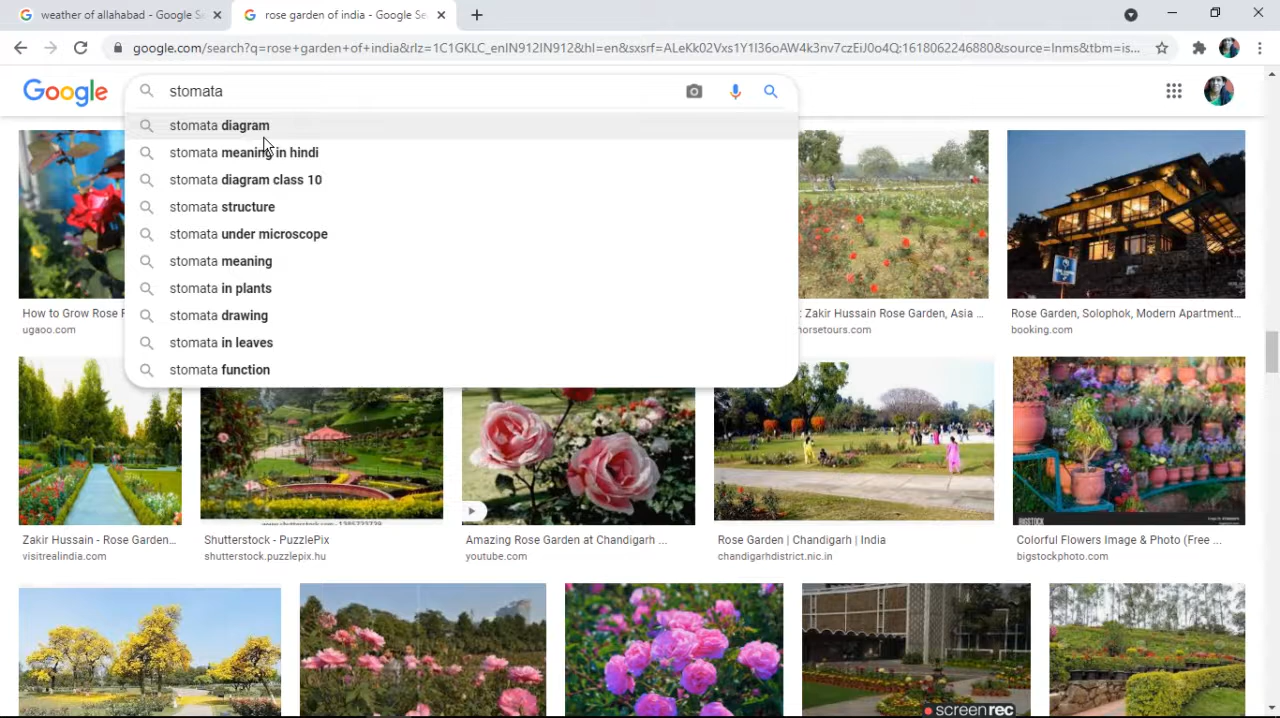 weather of allahabad - Google Se
rose garden of india - Google Se
google.com/search?q=rose+garden+of+india&rlz=1C1GKLC_enIN912IN912&hl=en&sxsrf=ALeKk02Vxs1Y1l36oAW4k3nv7czEiJ0o4Q:1618062246880&source=lnms&tbm=is...
Google
stomata
stomata diagram
stomata meaning in hindi
stomata diagram class 10
stomata structure
stomata under microscope
stomata meaning
stomata in plants
stomata drawing
stomata in leaves
stomata function
How to Grow Rose F
ugaoo.com
: Zakir Hussain Rose Garden, Asia ...
horsetours.com
Rose Garden, Solophok, Modern Apartment...
booking.com
Zakir Hussain - Rose Garden...
visitrealindia.com
Shutterstock - PuzzlePix
shutterstock.puzzlepix.hu
Amazing Rose Garden at Chandigarh ...
youtube.com
Rose Garden | Chandigarh | India
chandigarhdistrict.nic.in
BIGSTOCK
Colorful Flowers Image & Photo (Free ...
bigstockphoto.com
screenrec